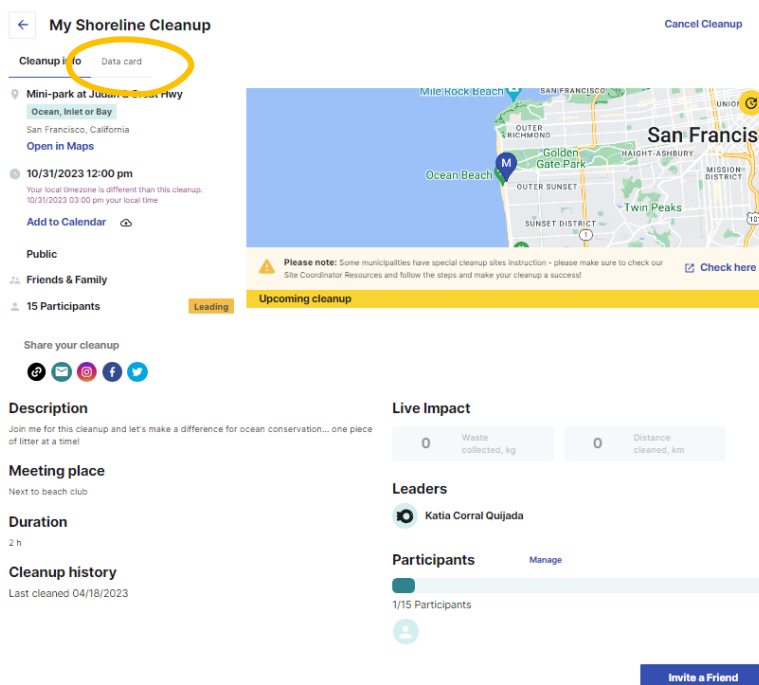 My Shoreline Cleanup
Cancel Cleanup
Cleanup info
Data card
Mini-park at Judah & Great Hwy
Ocean, Inlet or Bay
San Francisco, California
Open in Maps
10/31/2023 12:00 pm
Your local timezone is different than this cleanup.
10/31/2023 03:00 pm your local time
Add to Calendar
Public
Friends & Family
15 Participants
Leading
Mile Rock Beach
SAN FRANCISCO
UNION
OUTER
RICHMOND
San Francis
Golden
Gate Park
HAIGHT-ASHBURY
M
Ocean Beach
MISSION
DISTRICT
OUTER SUNSET
Twin Peaks
SUNSET DISTRICT
1
10
Please note: Some municipalities have special cleanup sites instruction - please make sure to check our
Site Coordinator Resources and follow the steps and make your cleanup a success!
Check here
Upcoming cleanup
Share your cleanup
Description
Join me for this cleanup and let's make a difference for ocean conservation... one piece
of litter at a time!
Meeting place
Next to beach club
Duration
2 h
Cleanup history
Last cleaned 04/18/2023
Live Impact
0
Waste
collected, kg
0
Distance
cleaned, km
Leaders
Katia Corral Quijada
Participants
Manage
1/15 Participants
Invite a Friend